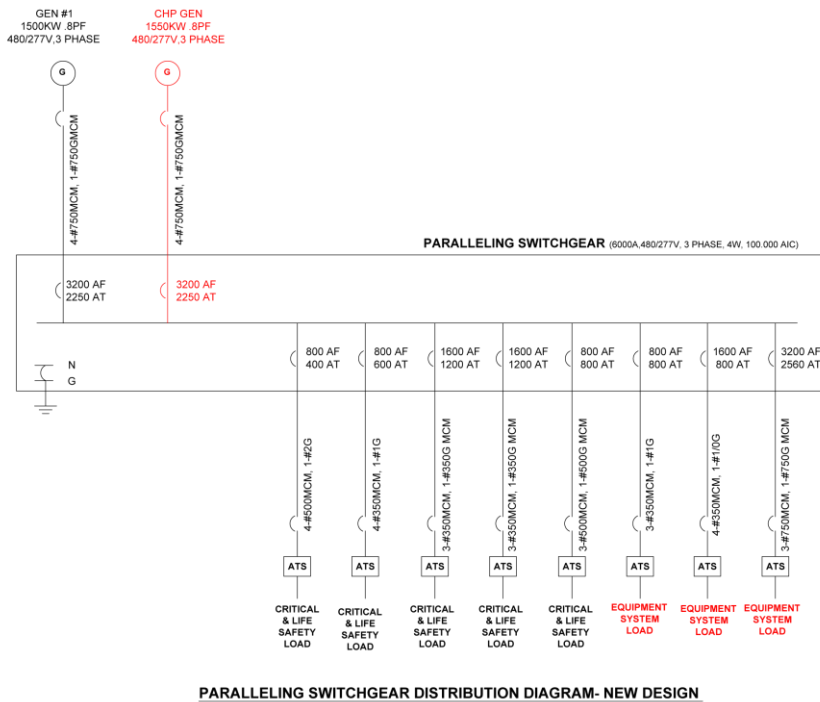 GEN #1
1500KW .8PF
480/277V,3 PHASE
CHP GEN
1550KW .8PF
480/277V,3 PHASE
G
G
4-#750MCM, 1-#750GMCM
4-#750MCM, 1-#750GMCM
PARALLELING SWITCHGEAR (6000A,480/277V, 3 PHASE, 4W, 100.000 AIC)
3200 AF
2250 AT
3200 AF
2250 AT
N
G
800 AF
400 AT
800 AF
600 AT
1600 AF
1200 AT
1600 AF
1200 AT
800 AF
800 AT
800 AF
800 AT
1600 AF
800 AT
3200 AF
2560 AT
4-#500MCM, 1-#2G
4-#350MCM, 1-#1G
3-#350MCM, 1-#350G MCM
3-#350MCM, 1-#350G MCM
3-#500MCM, 1-#500G MCM
3-#350MCM, 1-#1G
4-#350MCM, 1-#1/0G
3-#750MCM, 1-#750G MCM
ATS
ATS
ATS
ATS
ATS
ATS
ATS
ATS
CRITICAL
& LIFE
SAFETY
LOAD
CRITICAL
& LIFE
SAFETY
LOAD
CRITICAL
& LIFE
SAFETY
LOAD
CRITICAL
& LIFE
SAFETY
LOAD
CRITICAL
& LIFE
SAFETY
LOAD
EQUIPMENT
SYSTEM
LOAD
EQUIPMENT
SYSTEM
LOAD
EQUIPMENT
SYSTEM
LOAD
PARALLELING SWITCHGEAR DISTRIBUTION DIAGRAM- NEW DESIGN